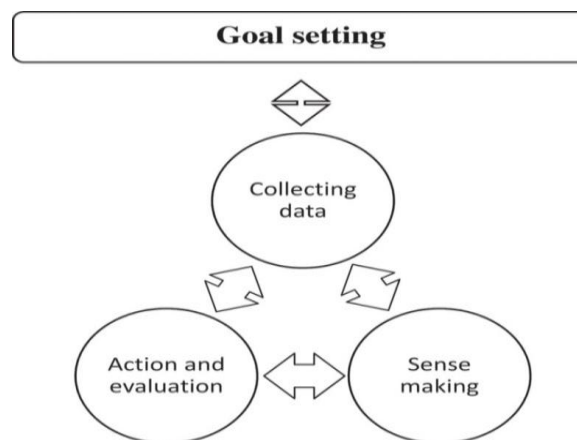 Goal setting
Collecting
data
Action and
evaluation
Sense
making